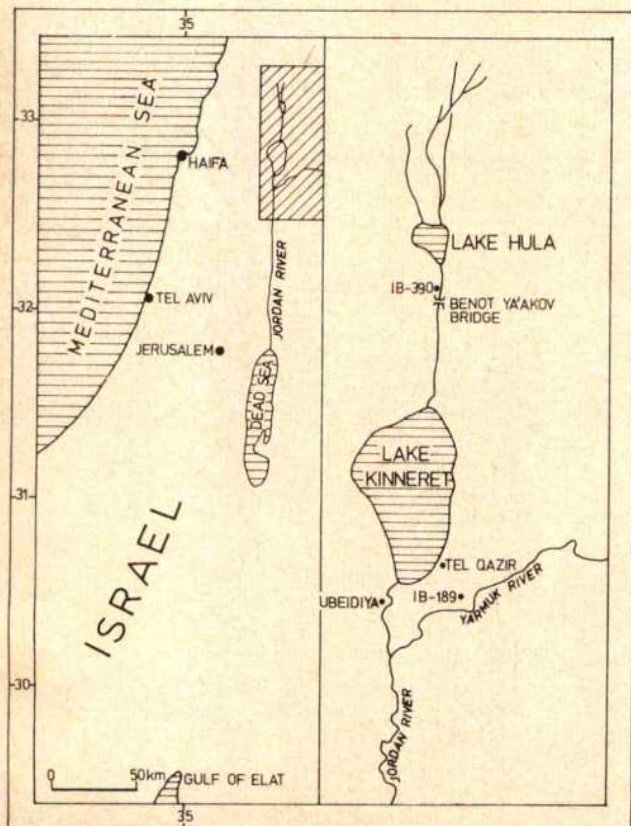 35
33
MEDITERRANEAN SEA
HAIFA
32
TEL AVIV
JERUSALEM
JORDAN RIVER
DEAD SEA
31
ISRAEL
30
0 50km
GULF OF ELAT
35
LAKE HULA
IB-390
BENOT YA'AKOV
BRIDGE
LAKE
KINNERET
TEL QAZIR
UBEIDIYA
IB-189
YARMUK RIVER
JORDAN RIVER